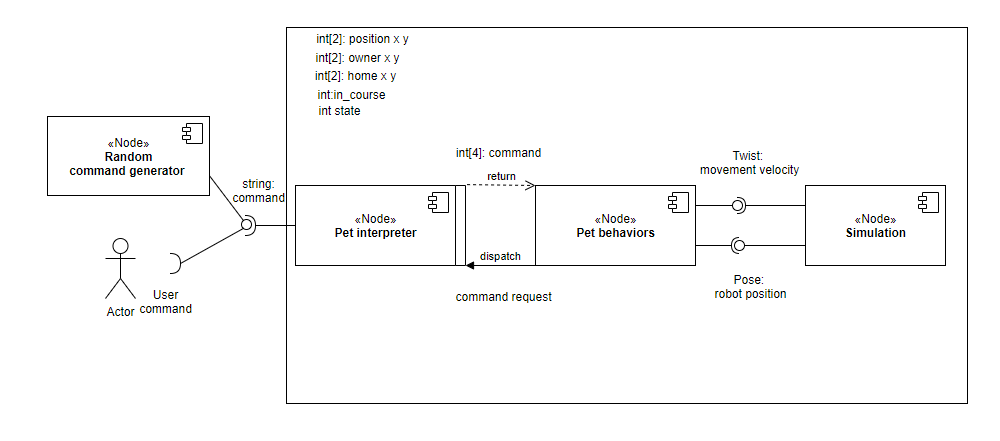 int[2]: position x y
int[2]: owner x y
int[2]: home x y
int:in_course
int state
«Node»
Random
command generator
string:
command
int[4]: command
return
Twist:
movement velocity
«Node»
Pet interpreter
«Node»
Pet behaviors
«Node»
Simulation
dispatch
command request
Pose:
robot position
User
command
Actor